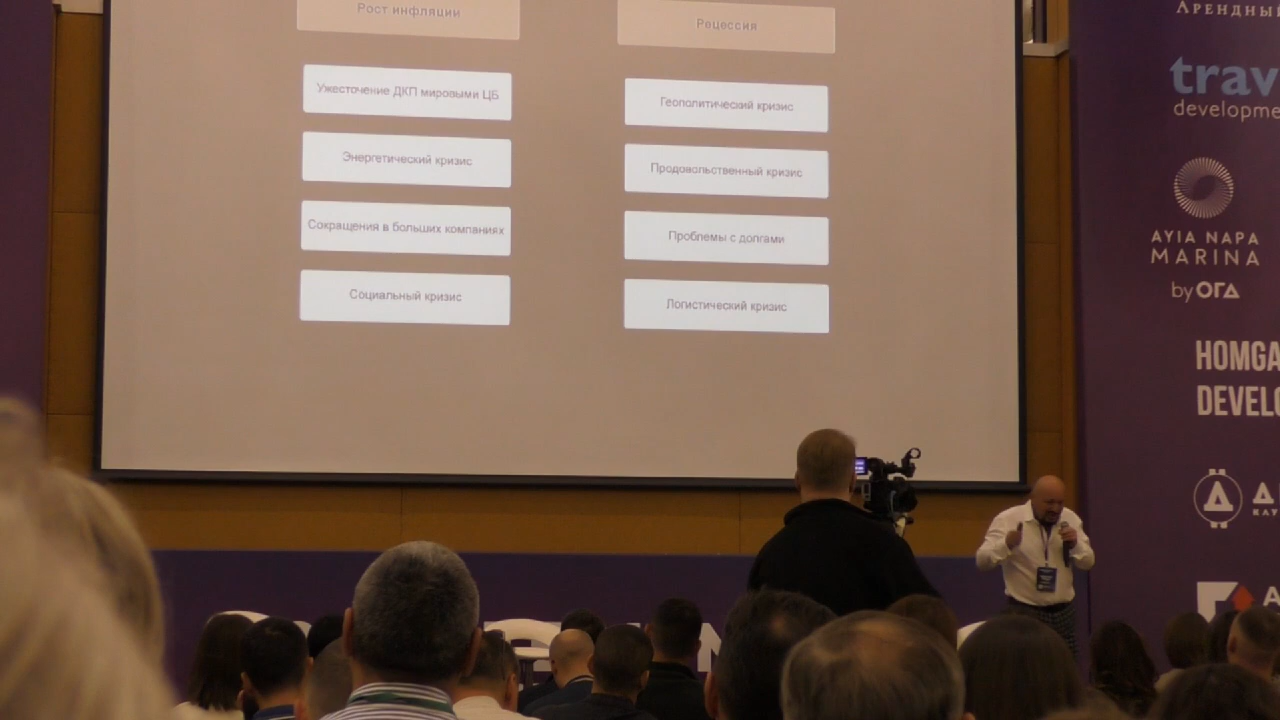 Рост инфляции
Роцессия
Ужесточение ДКП мировыми ЦБ
Геополитический кризис
Энергетический кризис
Продовольственный кризис
Сокращения в больших компаниях
Проблемы с долгами
Социальный кризис
Логистический кризис
АРЕНДНЫ
trav
developme
AYIA NAPA
MARINA
by ОГД
HOMGA
DEVELO